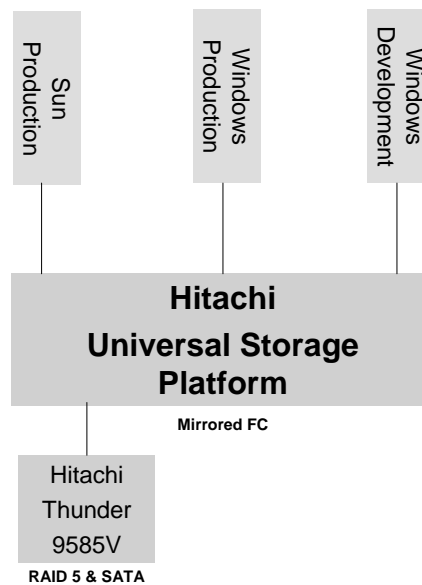 Sun
Production
Windows
Production
Windows
Development
Hitachi
Universal Storage
Platform
Mirrored FC
Hitachi
Thunder
9585V
RAID 5 & SATA